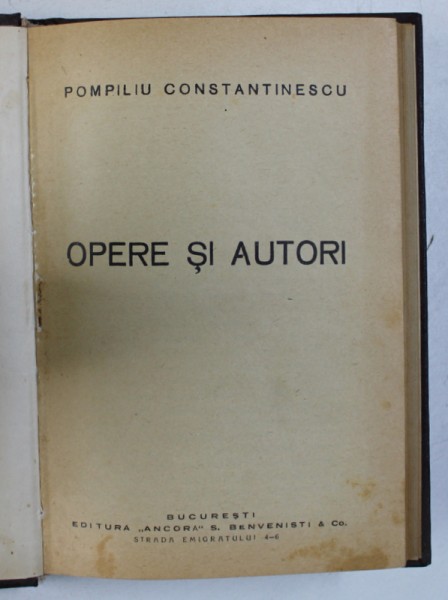 POMPILIU CONSTANTINESCU
OPERE ȘI AUTORI
BUCUREȘTI
EDITURA „ANCORA” S. BENVENISTI & Co.
STRADA EMIGRATULUI 4–6